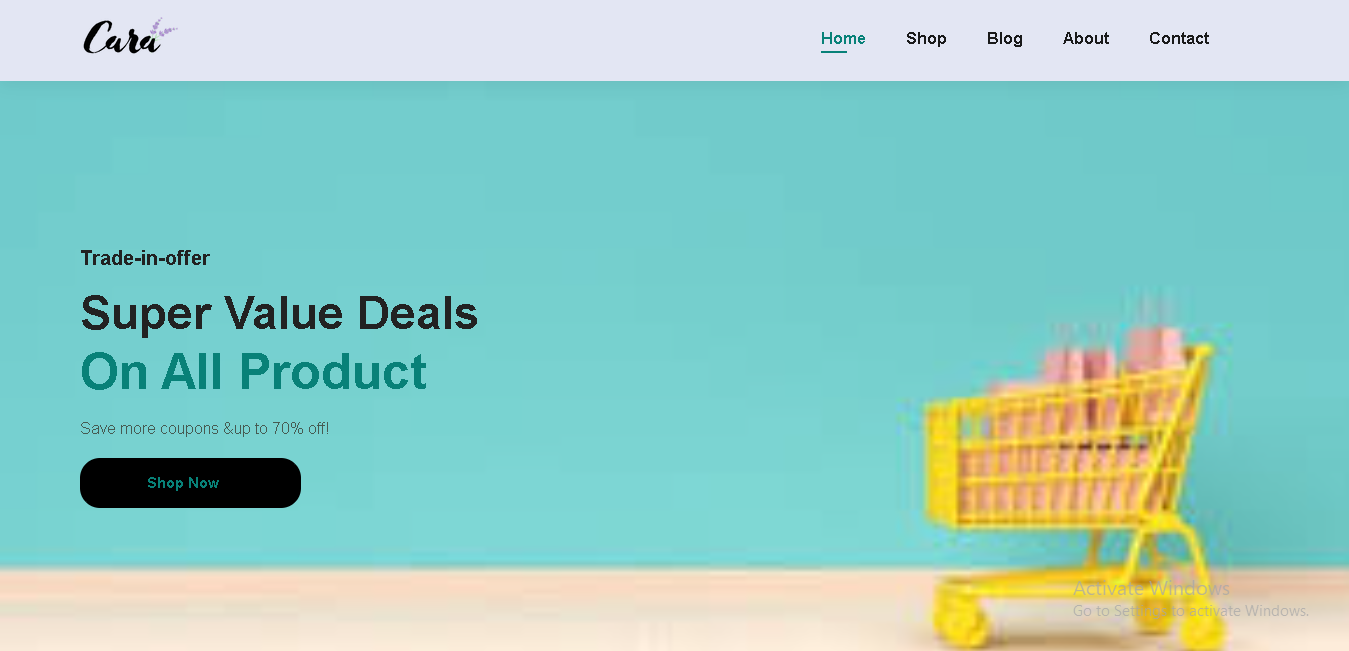 Cara
Home Shop Blog About Contact
Trade-in-offer
Super Value Deals
On All Product
Save more coupons &up to 70% off!
Shop Now
Activate Windows
Go to Settings to activate Windows.